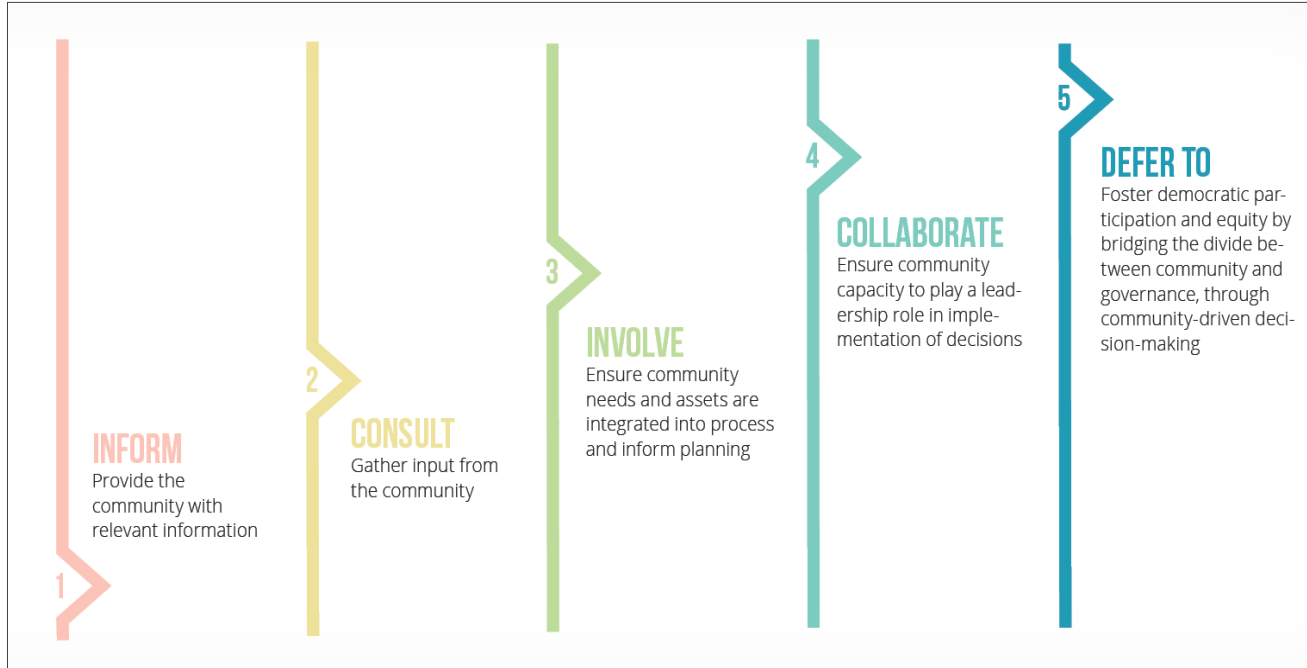 1
INFORM
Provide the
community with
relevant information
2
CONSULT
Gather input from
the community
3
INVOLVE
Ensure community
needs and assets are
integrated into process
and inform planning
4
COLLABORATE
Ensure community
capacity to play a lead-
ership role in imple-
mentation of decisions
5
DEFER TO
Foster democratic par-
ticipation and equity by
bridging the divide be-
tween community and
governance, through
community-driven deci-
sion-making